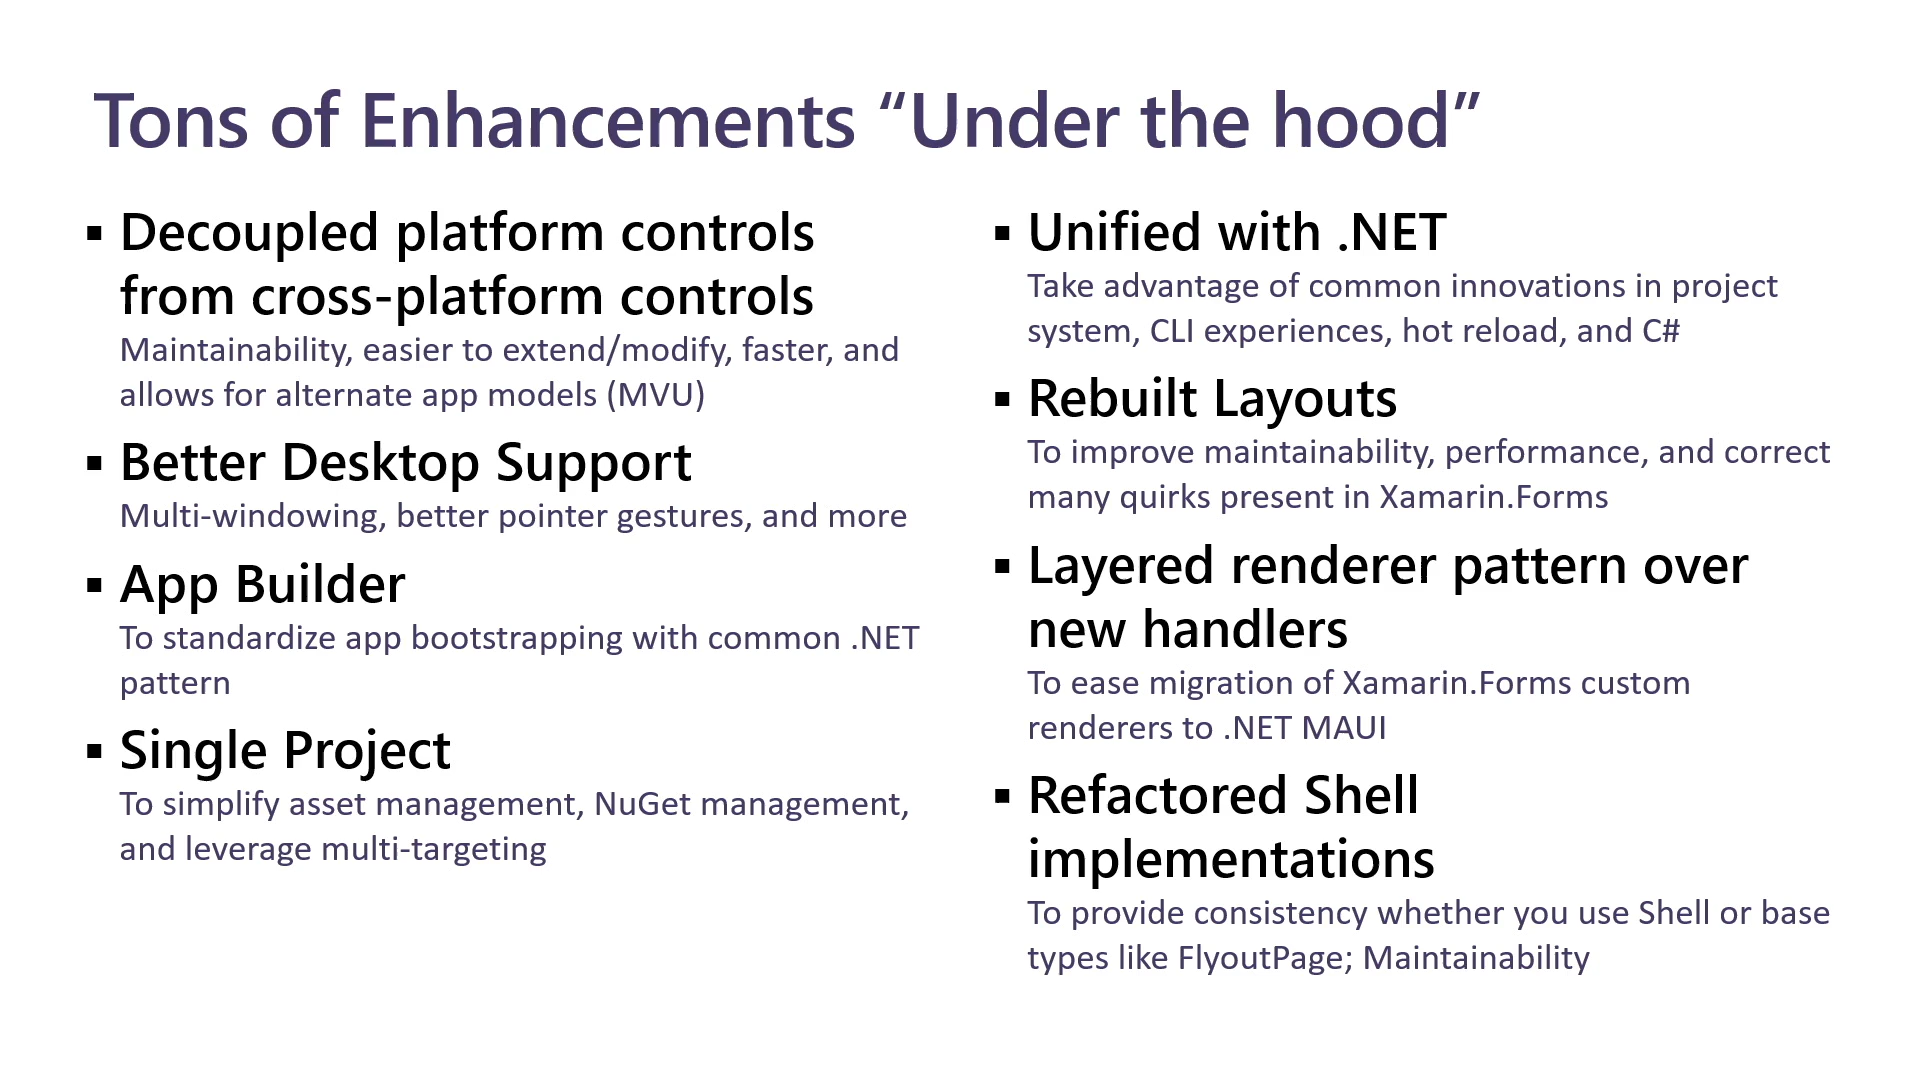 Tons of Enhancements “Under the hood”
▪ Decoupled platform controls
from cross-platform controls
Maintainability, easier to extend/modify, faster, and
allows for alternate app models (MVU)
▪ Better Desktop Support
Multi-windowing, better pointer gestures, and more
▪ App Builder
To standardize app bootstrapping with common .NET
pattern
▪ Single Project
To simplify asset management, NuGet management,
and leverage multi-targeting
▪ Unified with .NET
Take advantage of common innovations in project
system, CLI experiences, hot reload, and C#
▪ Rebuilt Layouts
To improve maintainability, performance, and correct
many quirks present in Xamarin.Forms
▪ Layered renderer pattern over
new handlers
To ease migration of Xamarin.Forms custom
renderers to .NET MAUI
▪ Refactored Shell
implementations
To provide consistency whether you use Shell or base
types like FlyoutPage; Maintainability